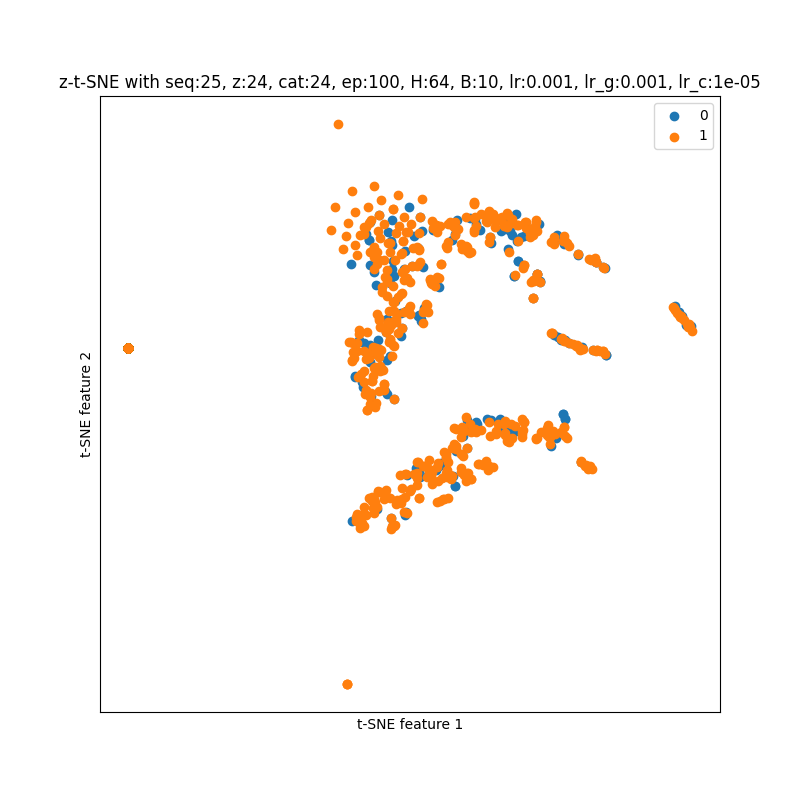 z-t-SNE with seq:25, z:24, cat:24, ep:100, H:64, B:10, lr:0.001, lr_g:0.001, lr_c:1e-05
0
1
t-SNE feature 2
t-SNE feature 1